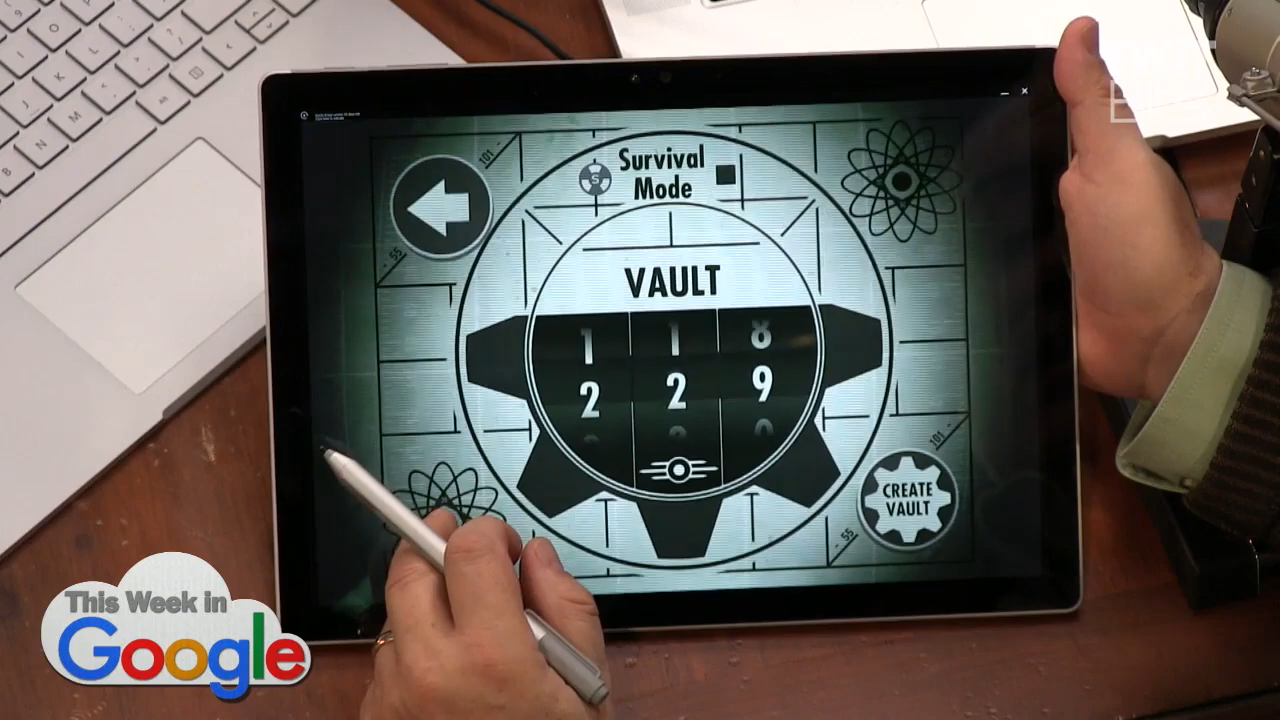 Survival
Mode
S
101 -
- 55
VAULT
1 1 8
2 2 9
0
101 -
- 55
CREATE
VAULT
This Week in
Google
I O P
J K L
B N M